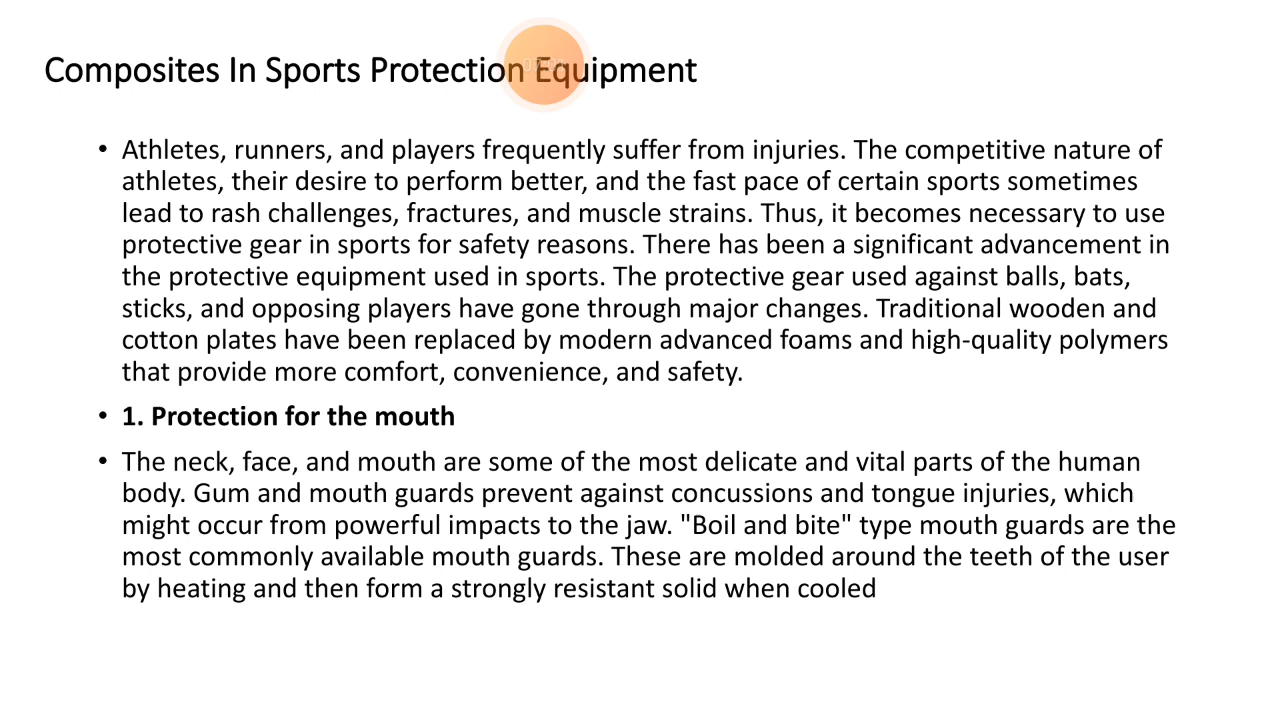 Composites In Sports Protection Equipment
• Athletes, runners, and players frequently suffer from injuries. The competitive nature of
athletes, their desire to perform better, and the fast pace of certain sports sometimes
lead to rash challenges, fractures, and muscle strains. Thus, it becomes necessary to use
protective gear in sports for safety reasons. There has been a significant advancement in
the protective equipment used in sports. The protective gear used against balls, bats,
sticks, and opposing players have gone through major changes. Traditional wooden and
cotton plates have been replaced by modern advanced foams and high-quality polymers
that provide more comfort, convenience, and safety.
• 1. Protection for the mouth
• The neck, face, and mouth are some of the most delicate and vital parts of the human
body. Gum and mouth guards prevent against concussions and tongue injuries, which
might occur from powerful impacts to the jaw. "Boil and bite" type mouth guards are the
most commonly available mouth guards. These are molded around the teeth of the user
by heating and then form a strongly resistant solid when cooled